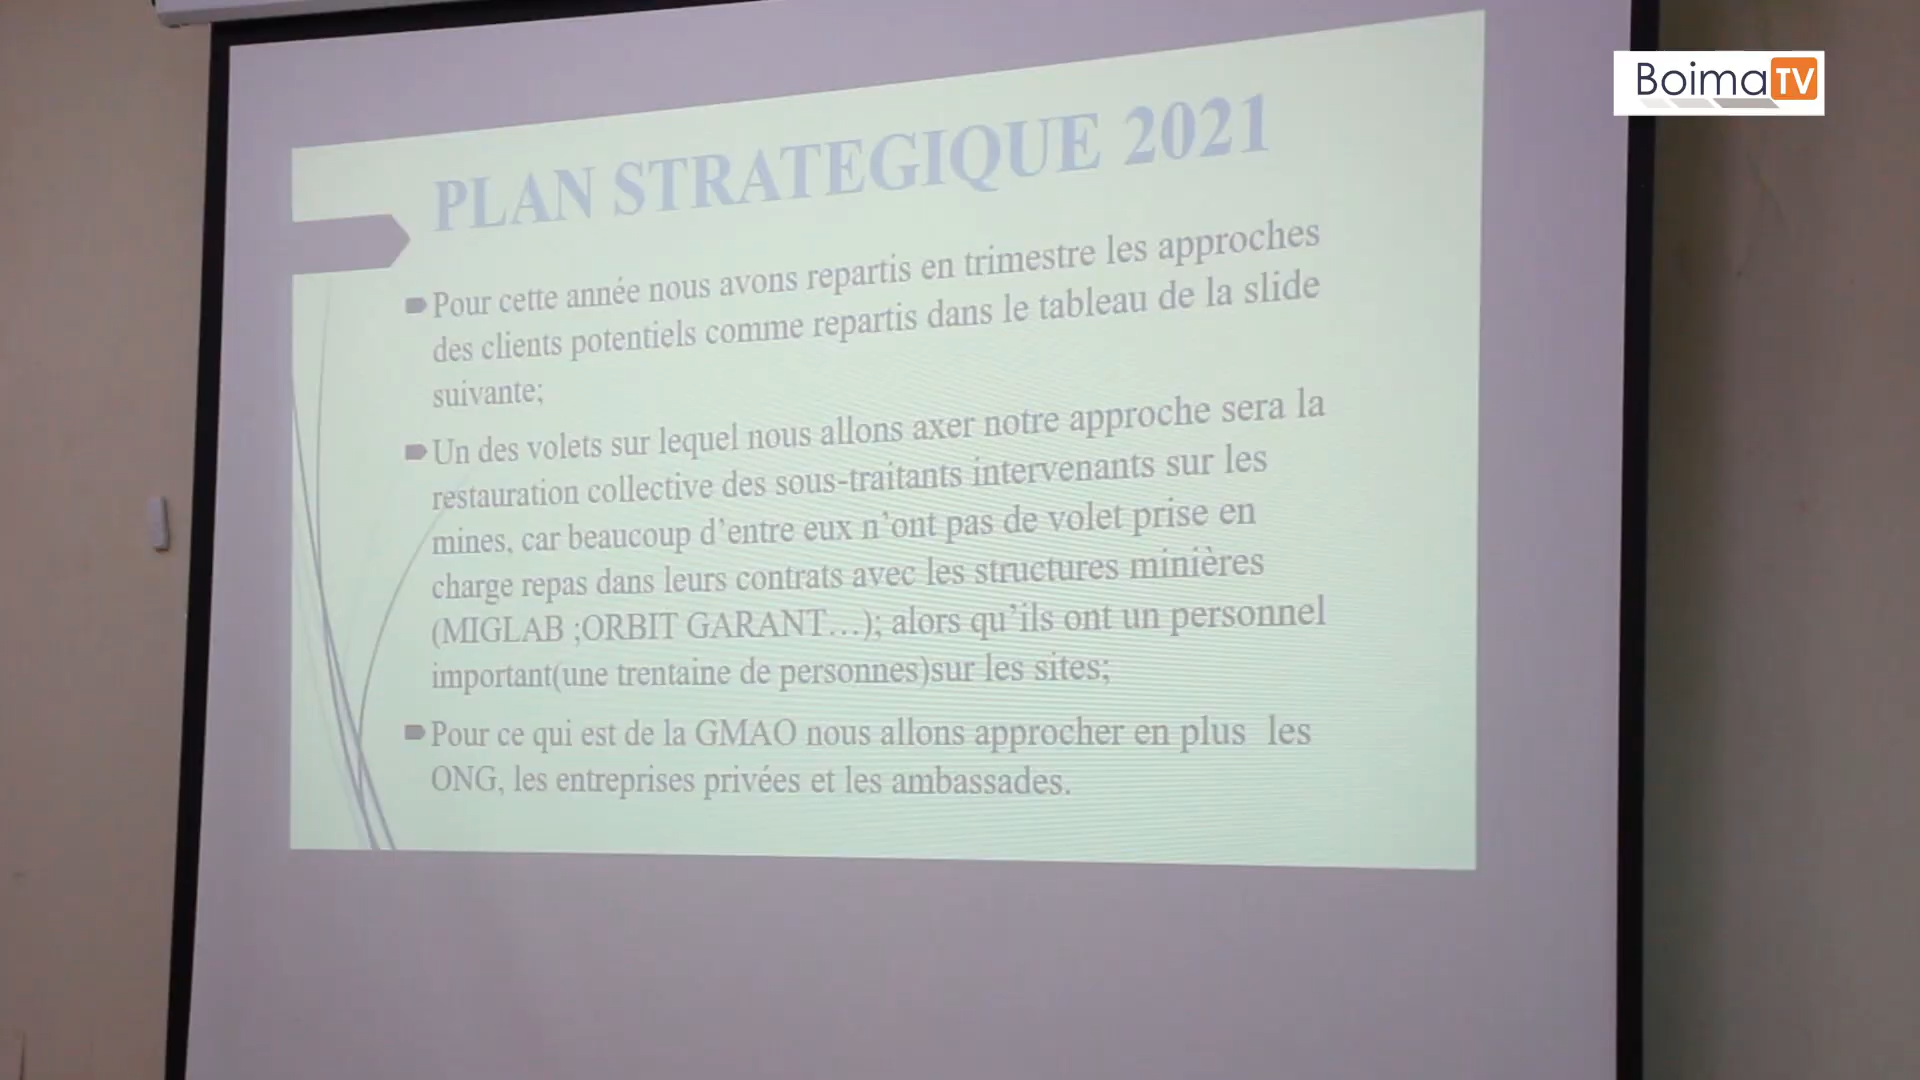 BoimaTV
PLAN STRATEGIQUE 2021
Pour cette année nous avons repartis en trimestre les approches
des clients potentiels comme repartis dans le tableau de la slide
suivante;
Un des volets sur lequel nous allons axer notre approche sera la
restauration collective des sous-traitants intervenants sur les
mines, car beaucoup d’entre eux n’ont pas de volet prise en
charge repas dans leurs contrats avec les structures minières
(MIGLAB ;ORBIT GARANT…); alors qu’ils ont un personnel
important(une trentaine de personnes)sur les sites;
Pour ce qui est de la GMAO nous allons approcher en plus  les
ONG, les entreprises privées et les ambassades.